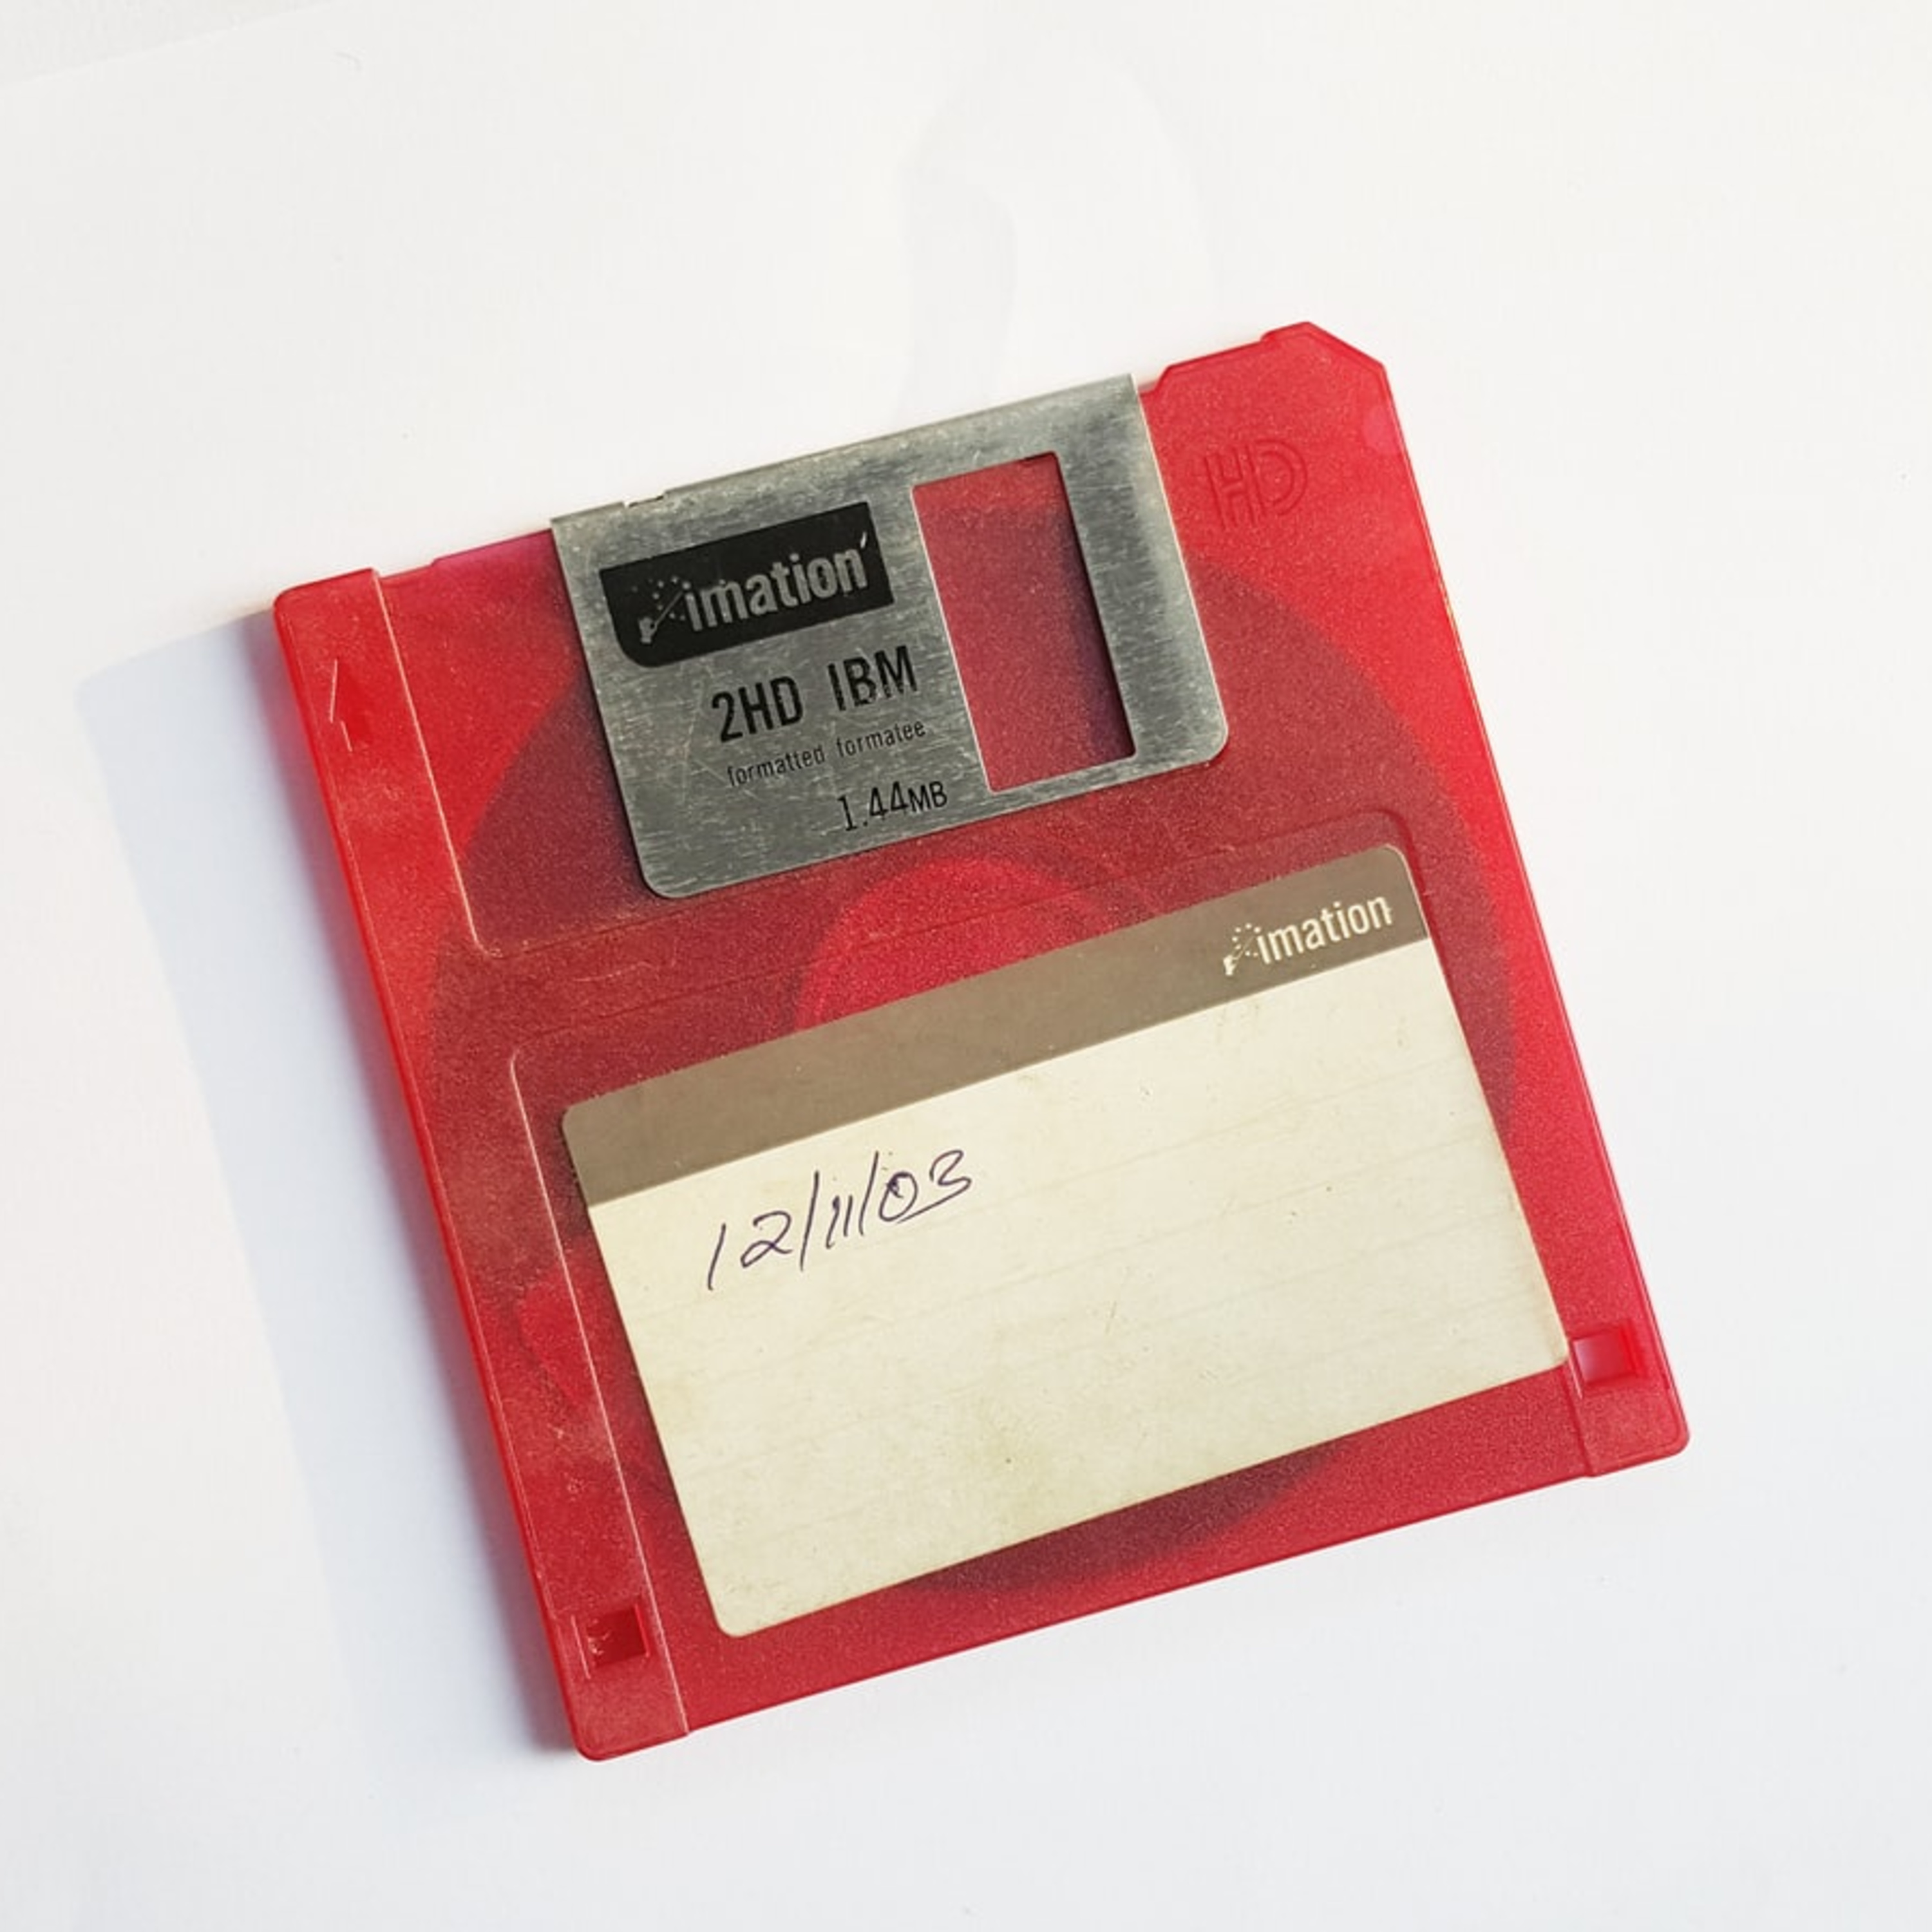 HD
imation
2HD IBM
formatted formatee
1.44MB
imation
12/11/03